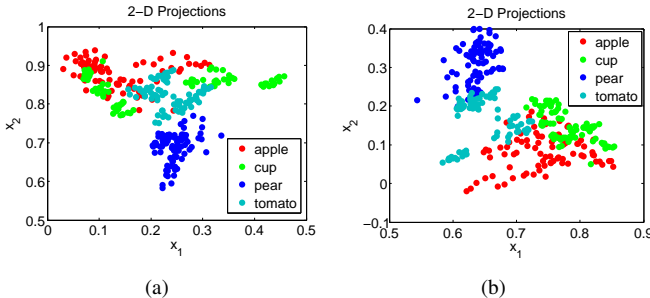 2−D Projections
1
0.9
0.8
0.7
0.6
0.5
0 0.1 0.2 0.3 0.4 0.5
x2
x1
apple
cup
pear
tomato
(a)
2−D Projections
0.4
0.3
0.2
0.1
0
−0.1
0.5 0.6 0.7 0.8 0.9
x2
x1
apple
cup
pear
tomato
(b)